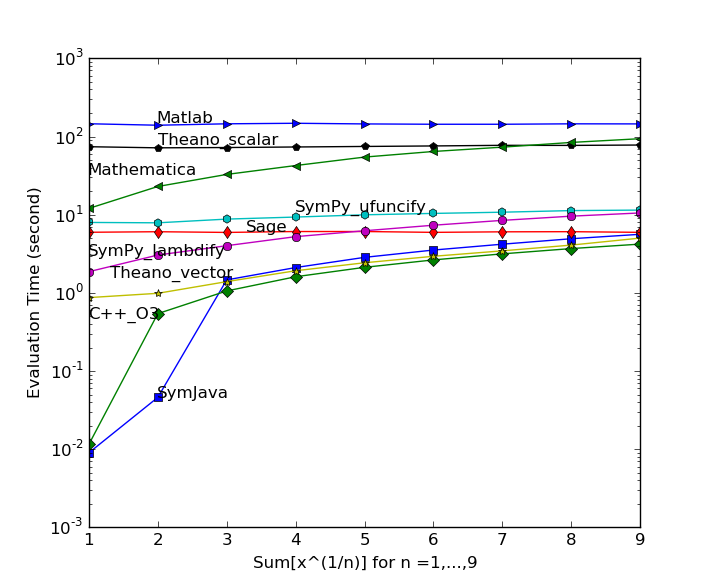 10^3
Matlab
10^2
Theano_scalar
Mathematica
SymPy_ufuncify
10^1
Sage
SymPy_lambdify
Theano_vector
10^0
C++_O3
10^-1
SymJava
10^-2
10^-3
1 2 3 4 5 6 7 8 9
Evaluation Time (second)
Sum[x^(1/n)] for n =1,...,9